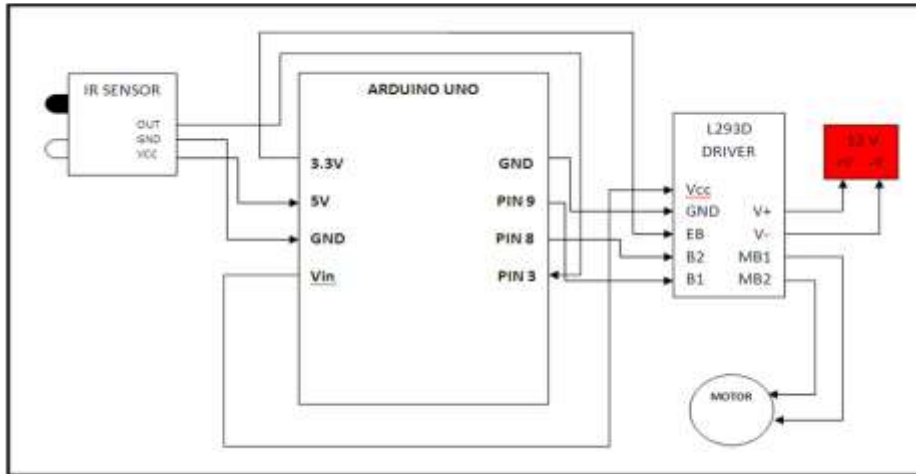 IR SENSOR
OUT
GND
VCC
ARDUINO UNO
3.3V
5V
GND
Vin
GND
PIN 9
PIN 8
PIN 3
L293D
DRIVER
Vcc
GND
EB
B2
B1
V+
V-
MB1
MB2
12 V
+V -V
MOTOR